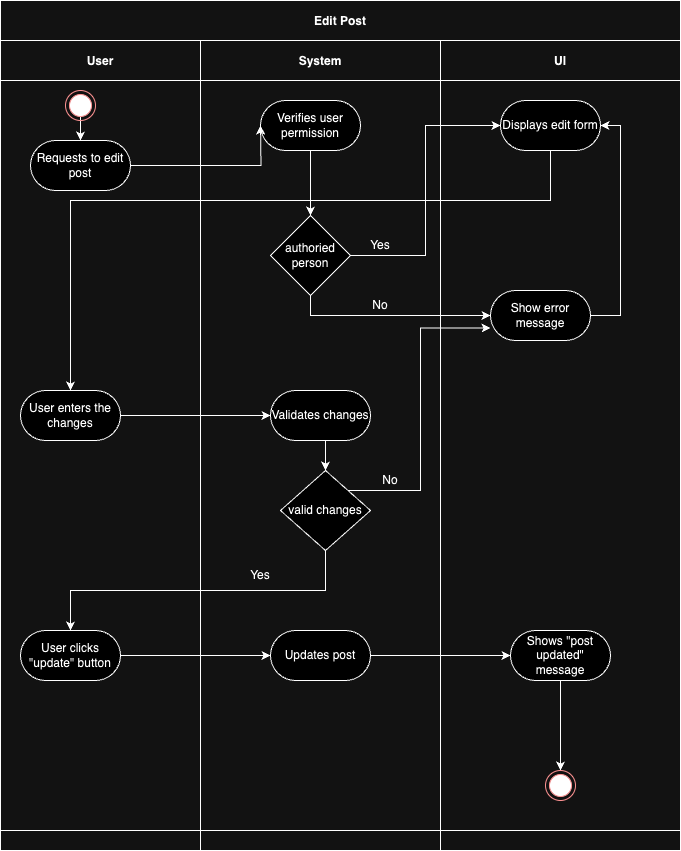 Edit Post
User
System
UI
Verifies user
permission
Displays edit form
Requests to edit
post
authoried
person
Yes
No
Show error
message
User enters the
changes
Validates changes
No
valid changes
Yes
User clicks
"update" button
Updates post
Shows "post
updated"
message